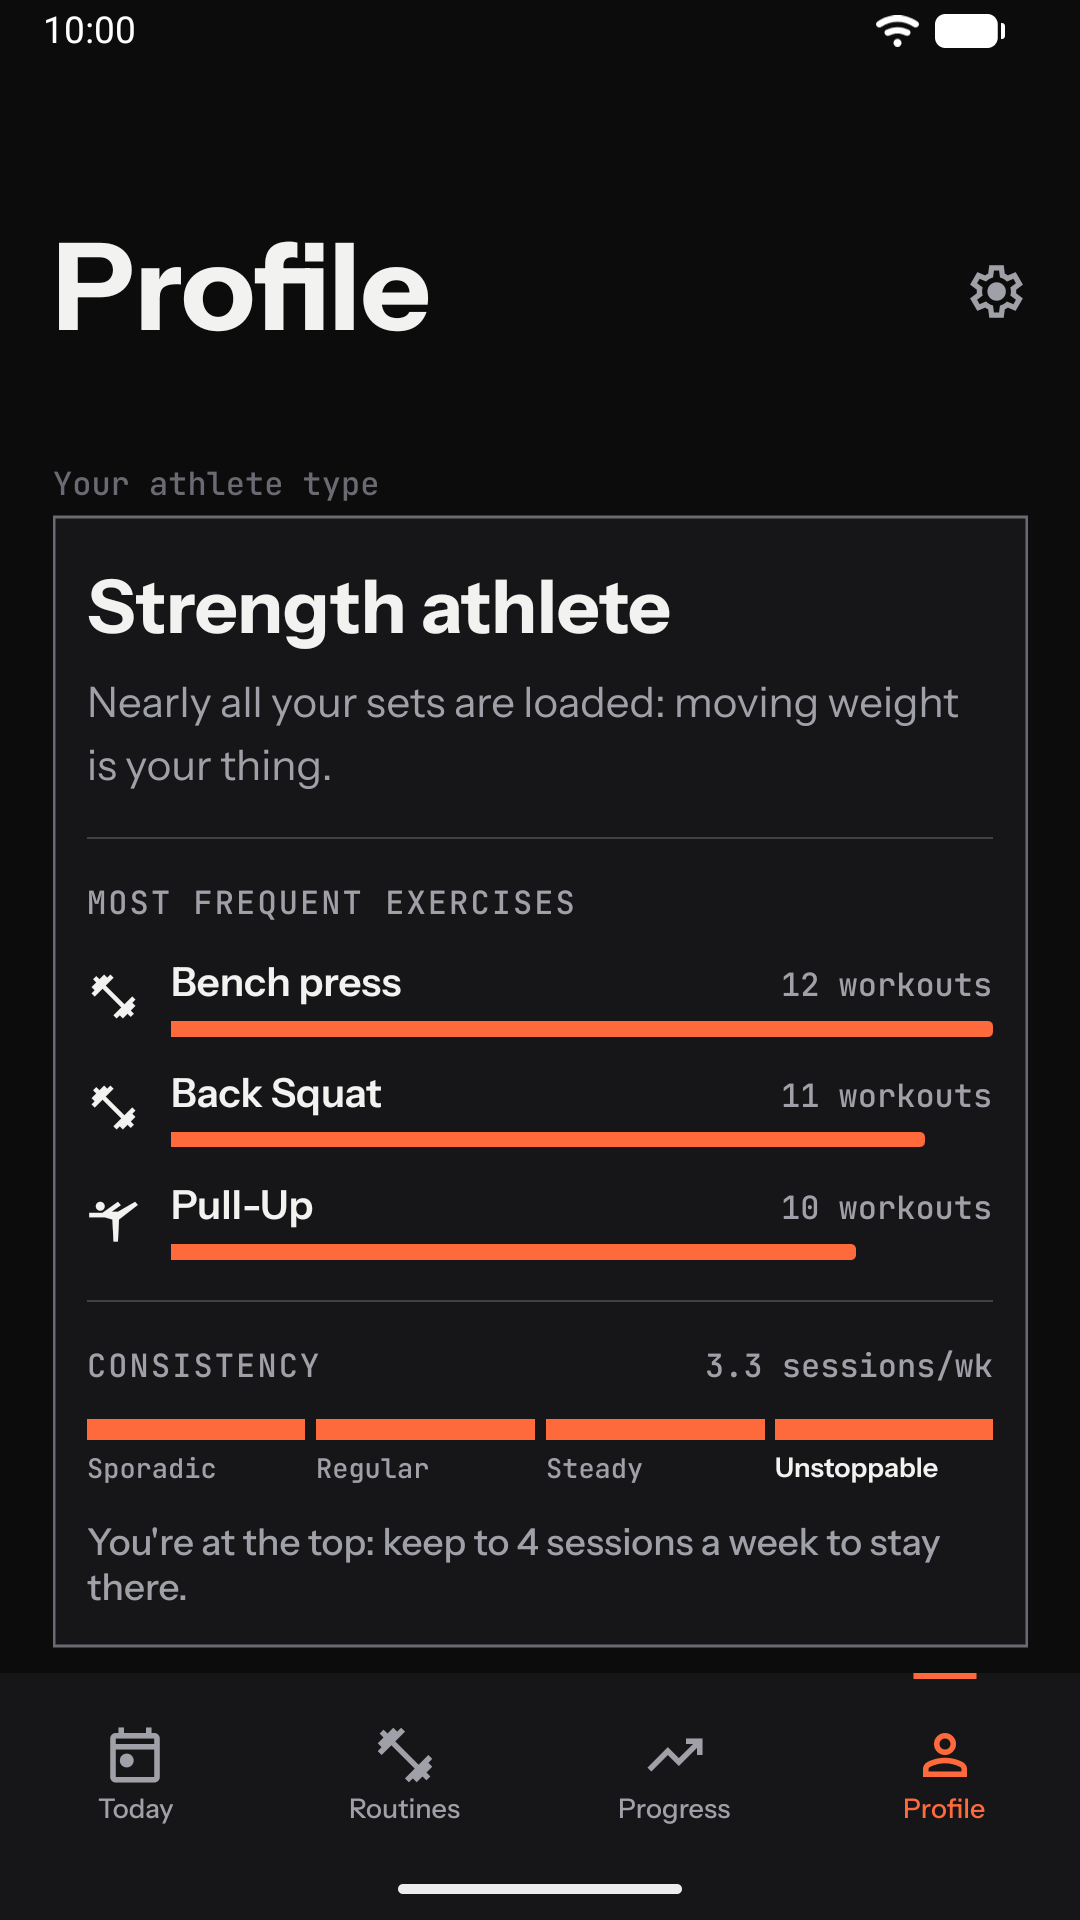 10:00
Profile
Your athlete type
Strength athlete
Nearly all your sets are loaded: moving weight
is your thing.
MOST FREQUENT EXERCISES
Bench press
12 workouts
Back Squat
11 workouts
Pull-Up
10 workouts
CONSISTENCY
3.3 sessions/wk
Sporadic
Regular
Steady
Unstoppable
You're at the top: keep to 4 sessions a week to stay
there.
Today
Routines
Progress
Profile